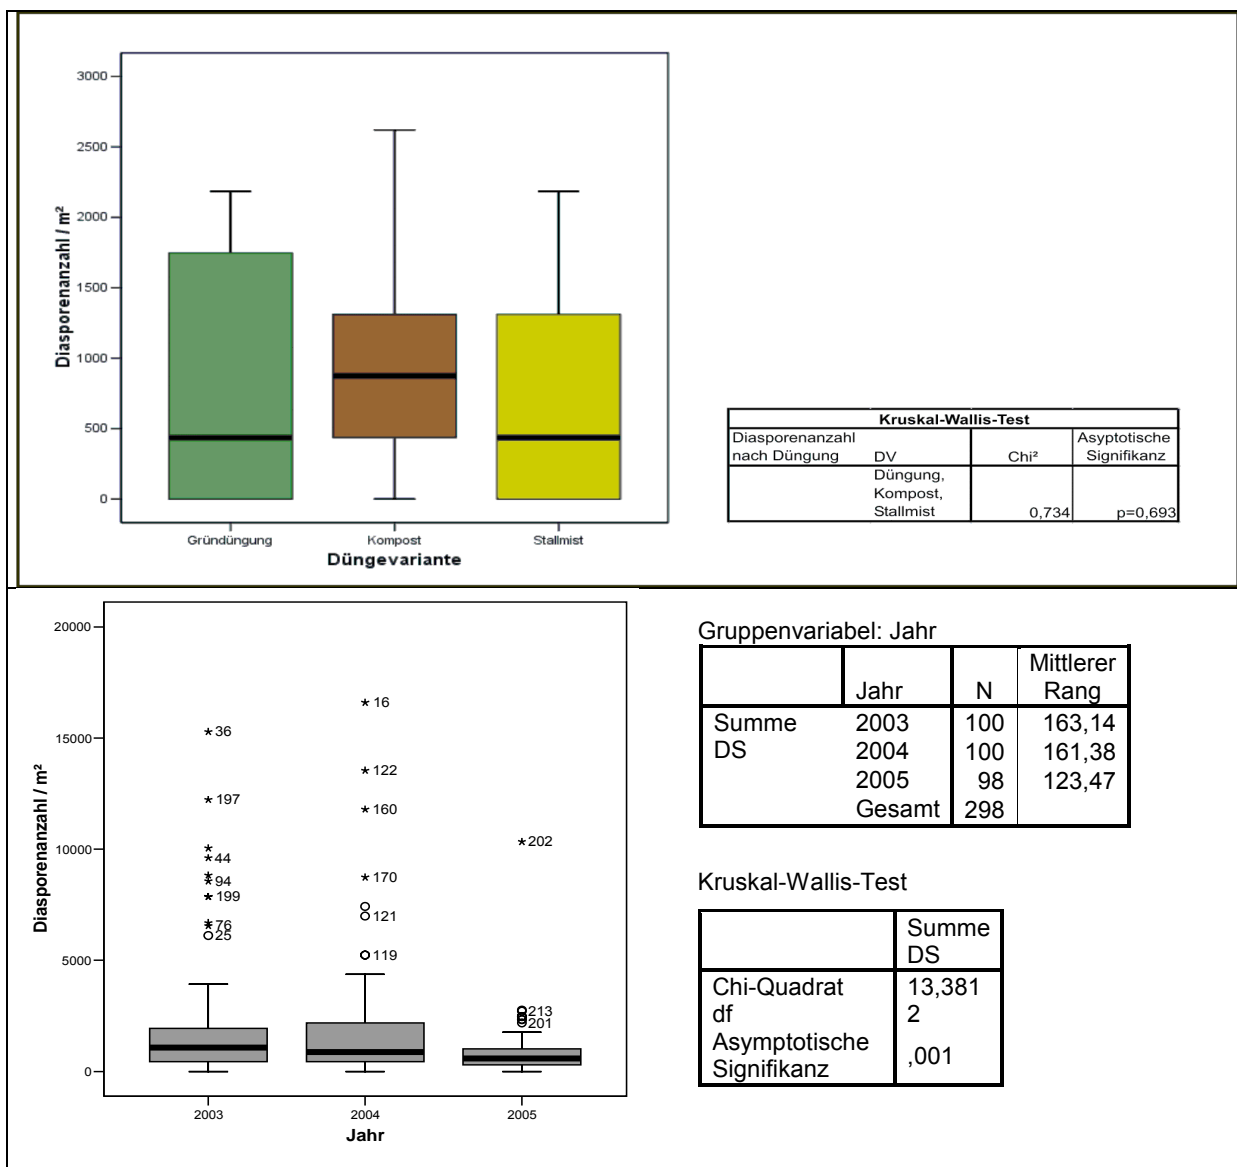 3000
2500
2000
1500
1000
500
0
Diasporenanzahl / m²
Gründüngung Kompost Stallmist
Düngevariante
Kruskal-Wallis-Test
Diasporenanzahl nach Düngung DV Chi² Asyptotische Signifikanz
Düngung,
Kompost,
Stallmist 0,734 p=0,693
20000
15000
10000
5000
0
Diasporenanzahl / m²
36
197
44
94
199
76
25
16
122
160
170
121
119
202
213
201
2003 2004 2005
Jahr
Gruppenvariabel: Jahr
Jahr N Mittlerer Rang
Summe DS 2003 100 163,14
2004 100 161,38
2005 98 123,47
Gesamt 298
Kruskal-Wallis-Test
Summe DS
Chi-Quadrat 13,381
df 2
Asymptotische Signifikanz ,001